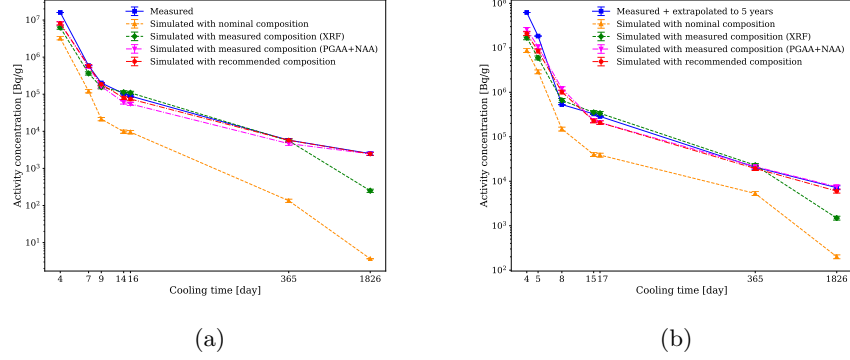 Measured
Simulated with nominal composition
Simulated with measured composition (XRF)
Simulated with measured composition (PGAA+NAA)
Simulated with recommended composition
Activity concentration [Bq/g]
10^7
10^6
10^5
10^4
10^3
10^2
10^1
4 7 9 14 16 365 1826
Cooling time [day]
(a)
Measured + extrapolated to 5 years
Simulated with nominal composition
Simulated with measured composition (XRF)
Simulated with measured composition (PGAA+NAA)
Simulated with recommended composition
Activity concentration [Bq/g]
10^7
10^6
10^5
10^4
10^3
10^2
4 5 8 15 17 365 1826
Cooling time [day]
(b)